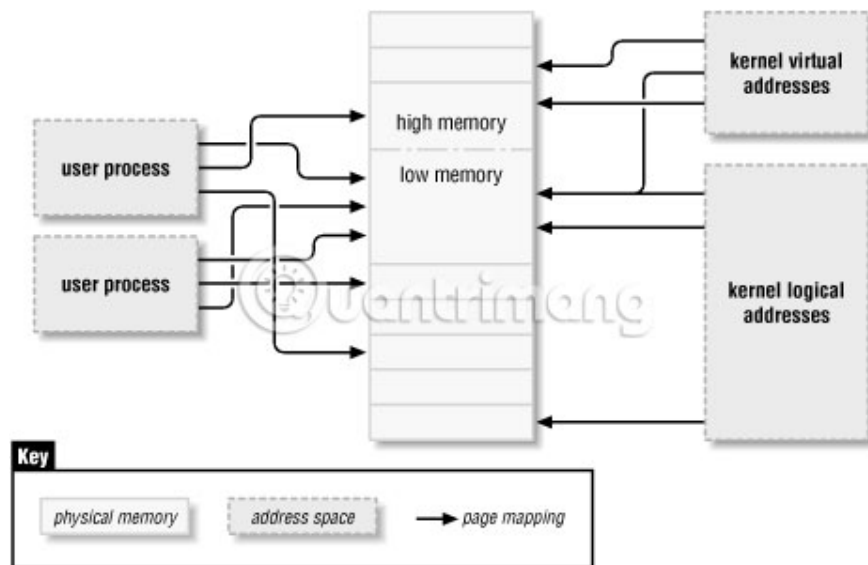 kernel virtual
addresses
high memory
user process
low memory
user process
kernel logical
addresses
Quantrimang
Key
physical memory
address space
page mapping